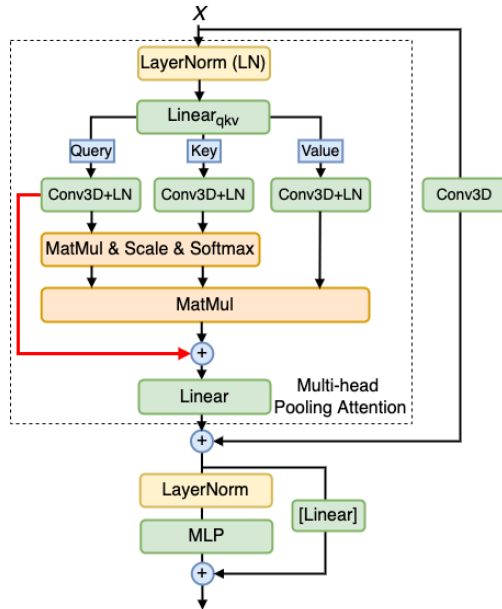 X
LayerNorm (LN)
Linearqkv
Query
Key
Value
Conv3D+LN
Conv3D+LN
Conv3D+LN
Conv3D
MatMul & Scale & Softmax
MatMul
+
Linear
Multi-head
Pooling Attention
+
LayerNorm
[Linear]
MLP
+